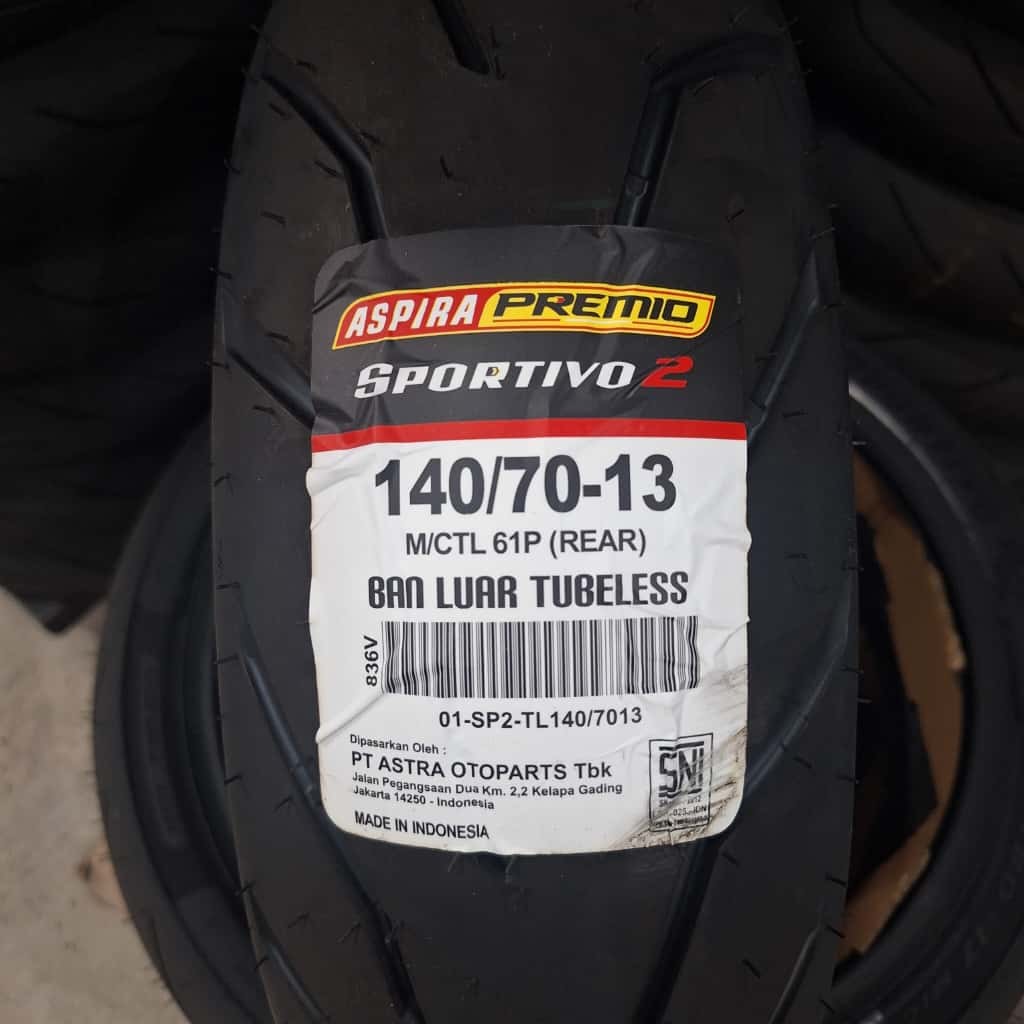 ASPIRA PREMIO
SPORTIVO 2
140/70-13
M/CTL 61P (REAR)
BAN LUAR TUBELESS
836V
01-SP2-TL140/7013
Dipasarkan Oleh :
PT ASTRA OTOPARTS Tbk
Jalan Pegangsaan Dua Km. 2,2 Kelapa Gading
Jakarta 14250 - Indonesia
MADE IN INDONESIA
SNI